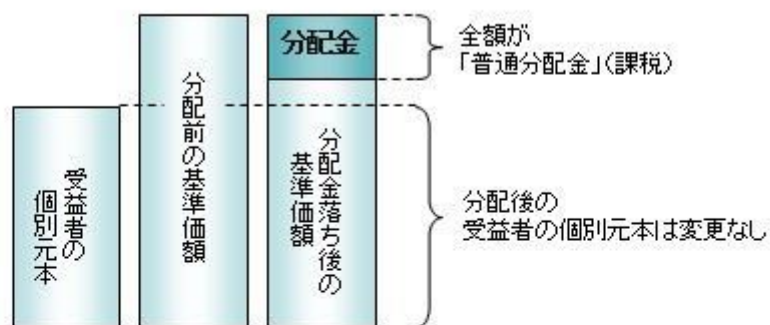 受益者の
個別元本
分配前の基準価額
分配金
分配金落ち後の
基準価額
全額が
「普通分配金」(課税)
分配後の
受益者の個別元本は変更なし